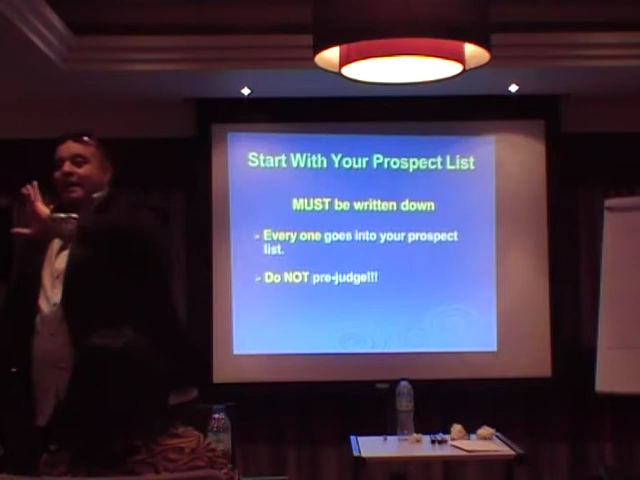 Start With Your Prospect List
MUST be written down
Every one goes into your prospect
list.
Do NOT pre-judge!!!